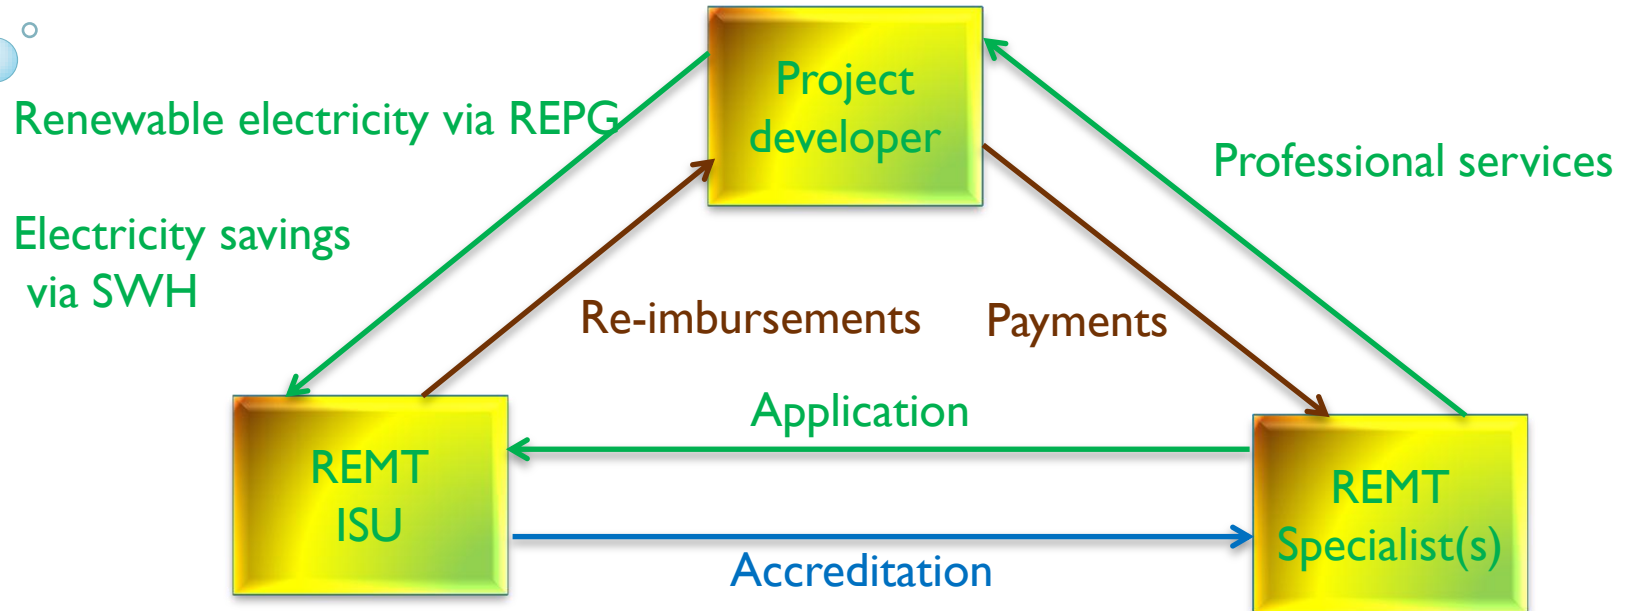 Project
developer
Renewable electricity via REPG
Professional services
Electricity savings
via SWH
Re-imbursements
Payments
Application
REMT
ISU
REMT
Specialist(s)
Accreditation